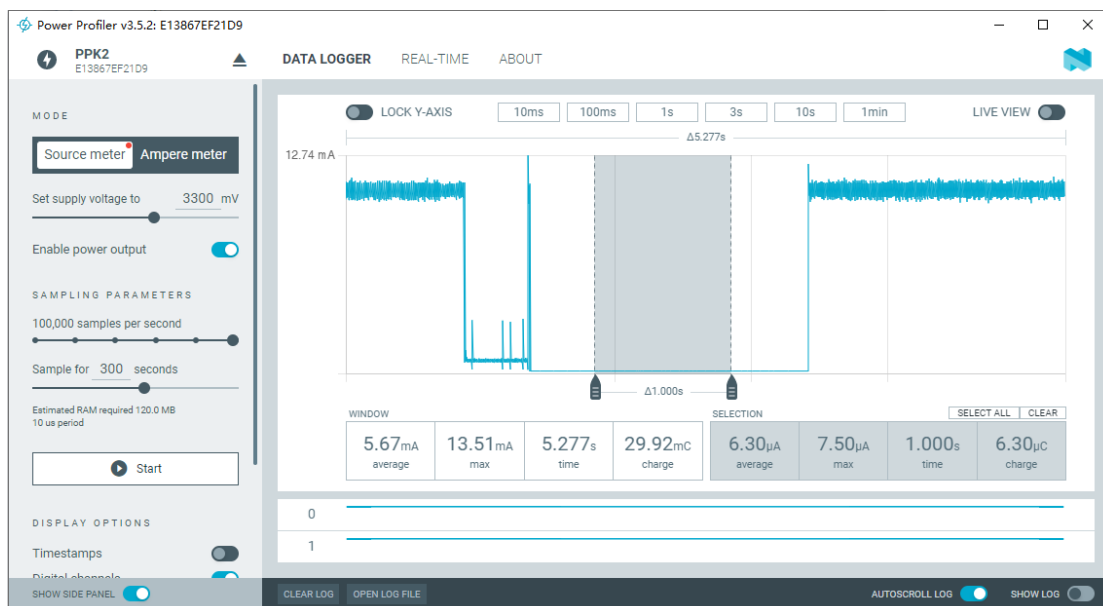 Power Profiler v3.5.2: E13867EF21D9
PPK2
E13867EF21D9
DATA LOGGER REAL-TIME ABOUT
MODE
Source meter Ampere meter
Set supply voltage to 3300 mV
Enable power output
SAMPLING PARAMETERS
100,000 samples per second
Sample for 300 seconds
Estimated RAM required 120.0 MB
10 us period
Start
DISPLAY OPTIONS
Timestamps
Digital channels
SHOW SIDE PANEL
LOCK Y-AXIS 10ms 100ms 1s 3s 10s 1min LIVE VIEW
Δ5.277s
12.74 mA
Δ1.000s
WINDOW
5.67mA 13.51mA 5.277s 29.92mC
average max time charge
SELECTION SELECT ALL CLEAR
6.30μA 7.50μA 1.000s 6.30μC
average max time charge
0
1
CLEAR LOG OPEN LOG FILE AUTOSCROLL LOG SHOW LOG